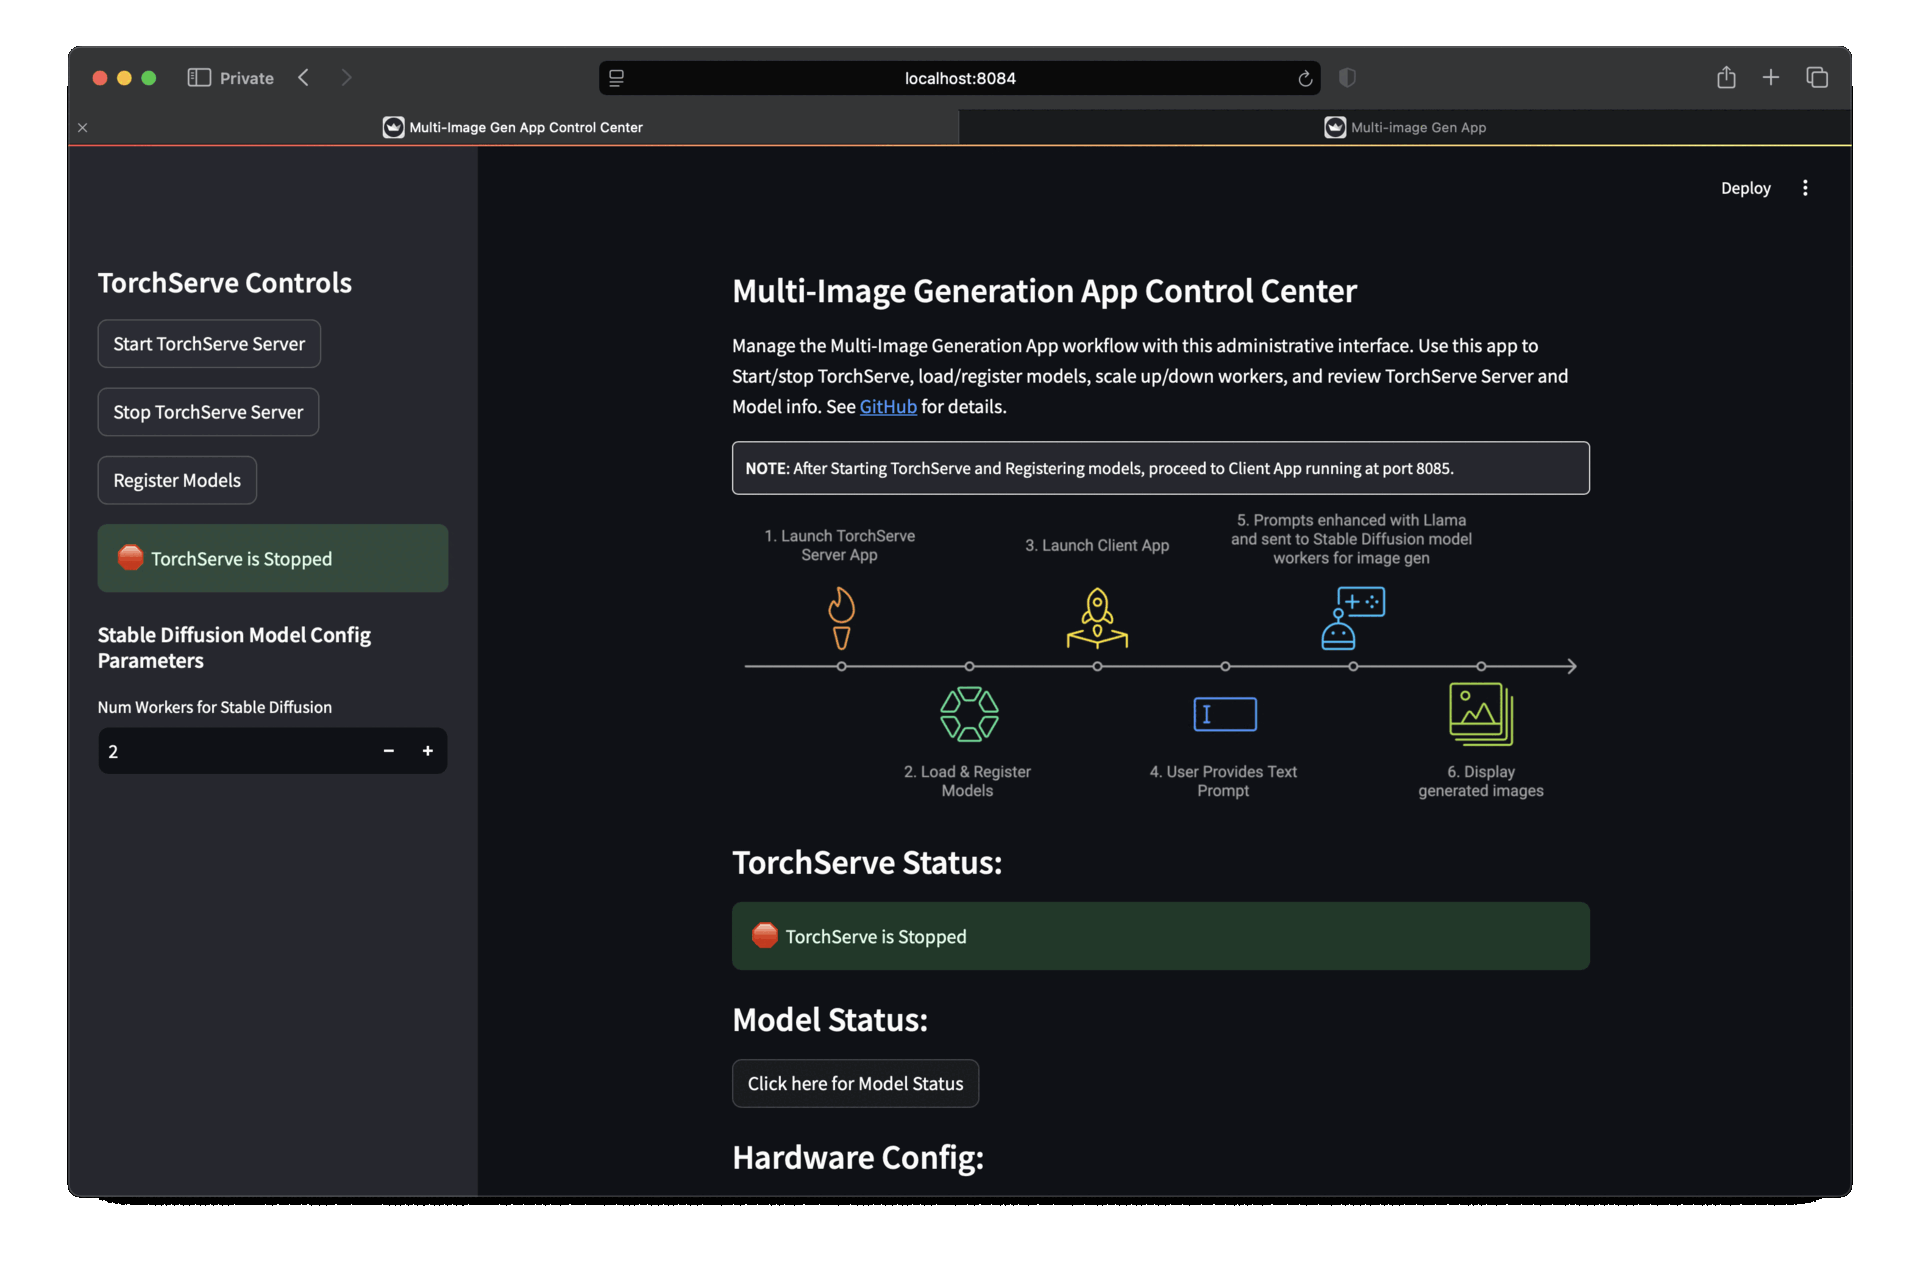 Private
localhost:8084
Multi-Image Gen App Control Center
Multi-image Gen App
Deploy
TorchServe Controls
Start TorchServe Server
Stop TorchServe Server
Register Models
TorchServe is Stopped
Stable Diffusion Model Config
Parameters
Num Workers for Stable Diffusion
2
Multi-Image Generation App Control Center
Manage the Multi-Image Generation App workflow with this administrative interface. Use this app to
Start/stop TorchServe, load/register models, scale up/down workers, and review TorchServe Server and
Model info. See GitHub for details.
NOTE: After Starting TorchServe and Registering models, proceed to Client App running at port 8085.
1. Launch TorchServe
Server App
3. Launch Client App
5. Prompts enhanced with Llama
and sent to Stable Diffusion model
workers for image gen
2. Load & Register
Models
4. User Provides Text
Prompt
6. Display
generated images
TorchServe Status:
TorchServe is Stopped
Model Status:
Click here for Model Status
Hardware Config: